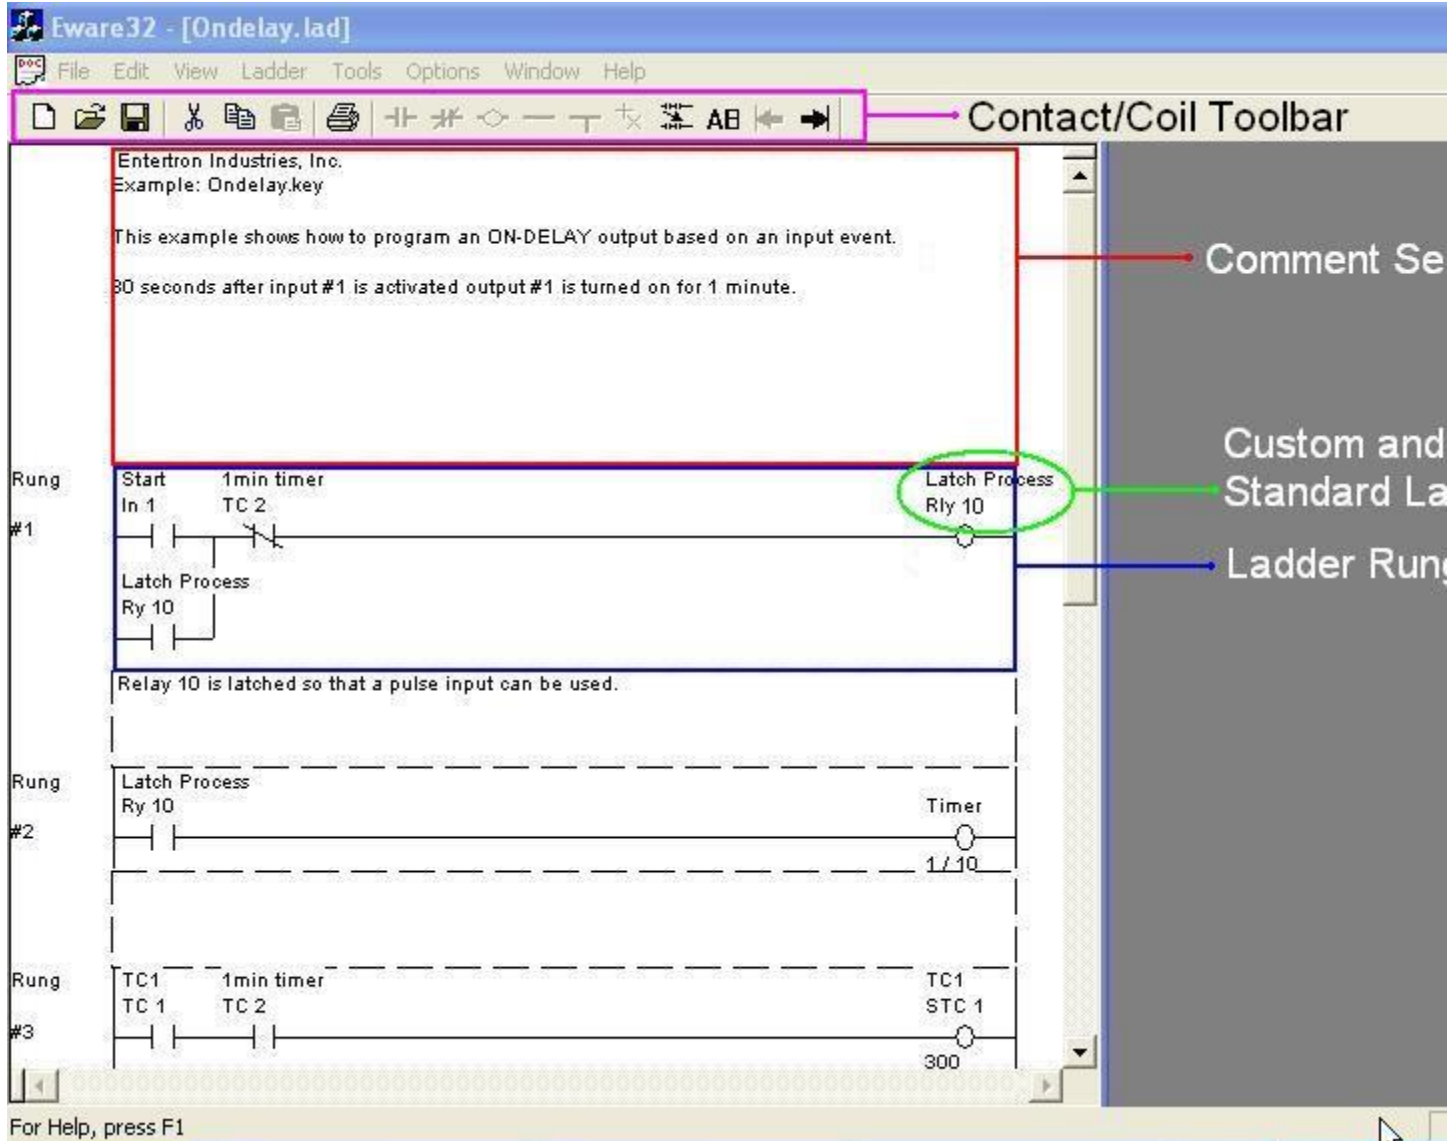 Eware32 - [Ondelay.lad]
File Edit View Ladder Tools Options Window Help
AB
Contact/Coil Toolbar
Entertron Industries, Inc.
Example: Ondelay.key
This example shows how to program an ON-DELAY output based on an input event.
30 seconds after input #1 is activated output #1 is turned on for 1 minute.
Comment Se
Custom and
Standard La
Ladder Rung
Rung
#1
Start 1min timer Latch Process
In 1 TC 2 Rly 10
Latch Process
Ry 10
Relay 10 is latched so that a pulse input can be used.
Rung
#2
Latch Process
Ry 10 Timer
1 / 10
Rung
#3
TC1 1min timer TC1
TC 1 TC 2 STC 1
300
For Help, press F1